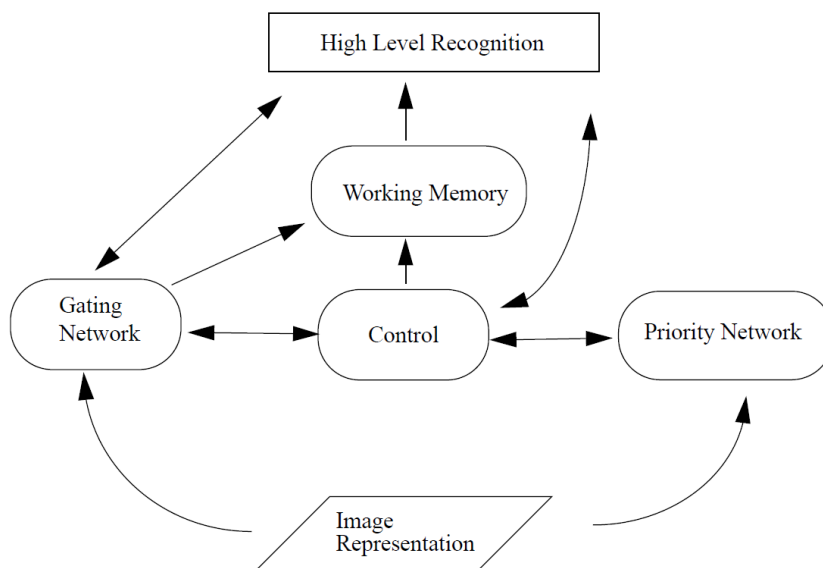 High Level Recognition
Working Memory
Gating
Network
Control
Priority Network
Image
Representation